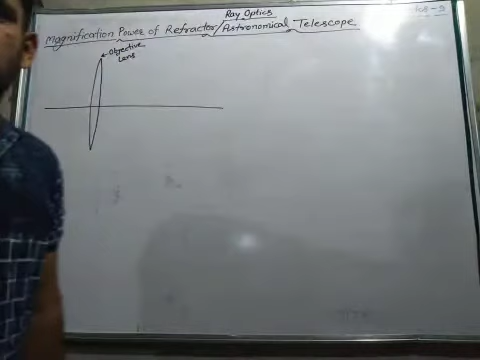 Ray Optics
Magnification Power of Refractor/Astronomical Telescope
Objective
Lens